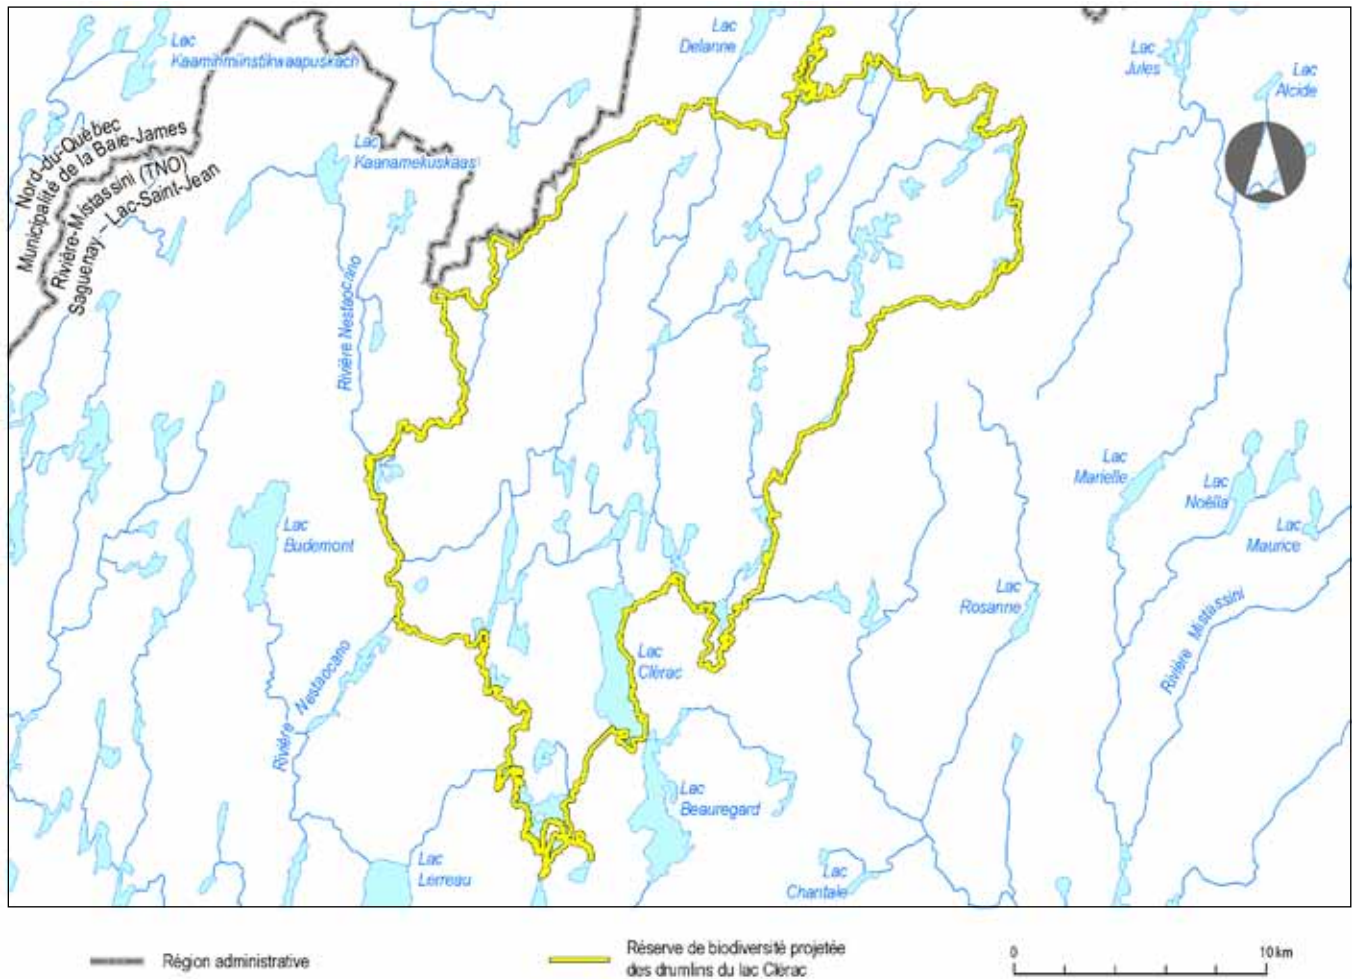 Lac
Kaamihmiinstikwaapuskach
Lac
Delanne
Lac
Jules
Lac
Alcide
Nord-du-Québec
Municipalité de la Baie-James
Rivière-Mistassini (TNO)
Saguenay – Lac-Saint-Jean
Lac
Kaanamekuskaas
Rivière Nestaocano
Lac
Budemont
Lac
Marielle
Lac
Noëlla
Lac
Maurice
Lac
Rosanne
Rivière Mistassini
Rivière Nestaocano
Lac
Clérac
Lac
Beauregard
Lac
Lerreau
Lac
Chantale
Région administrative
Réserve de biodiversité projetée
des drumlins du lac Clérac
0 10 km